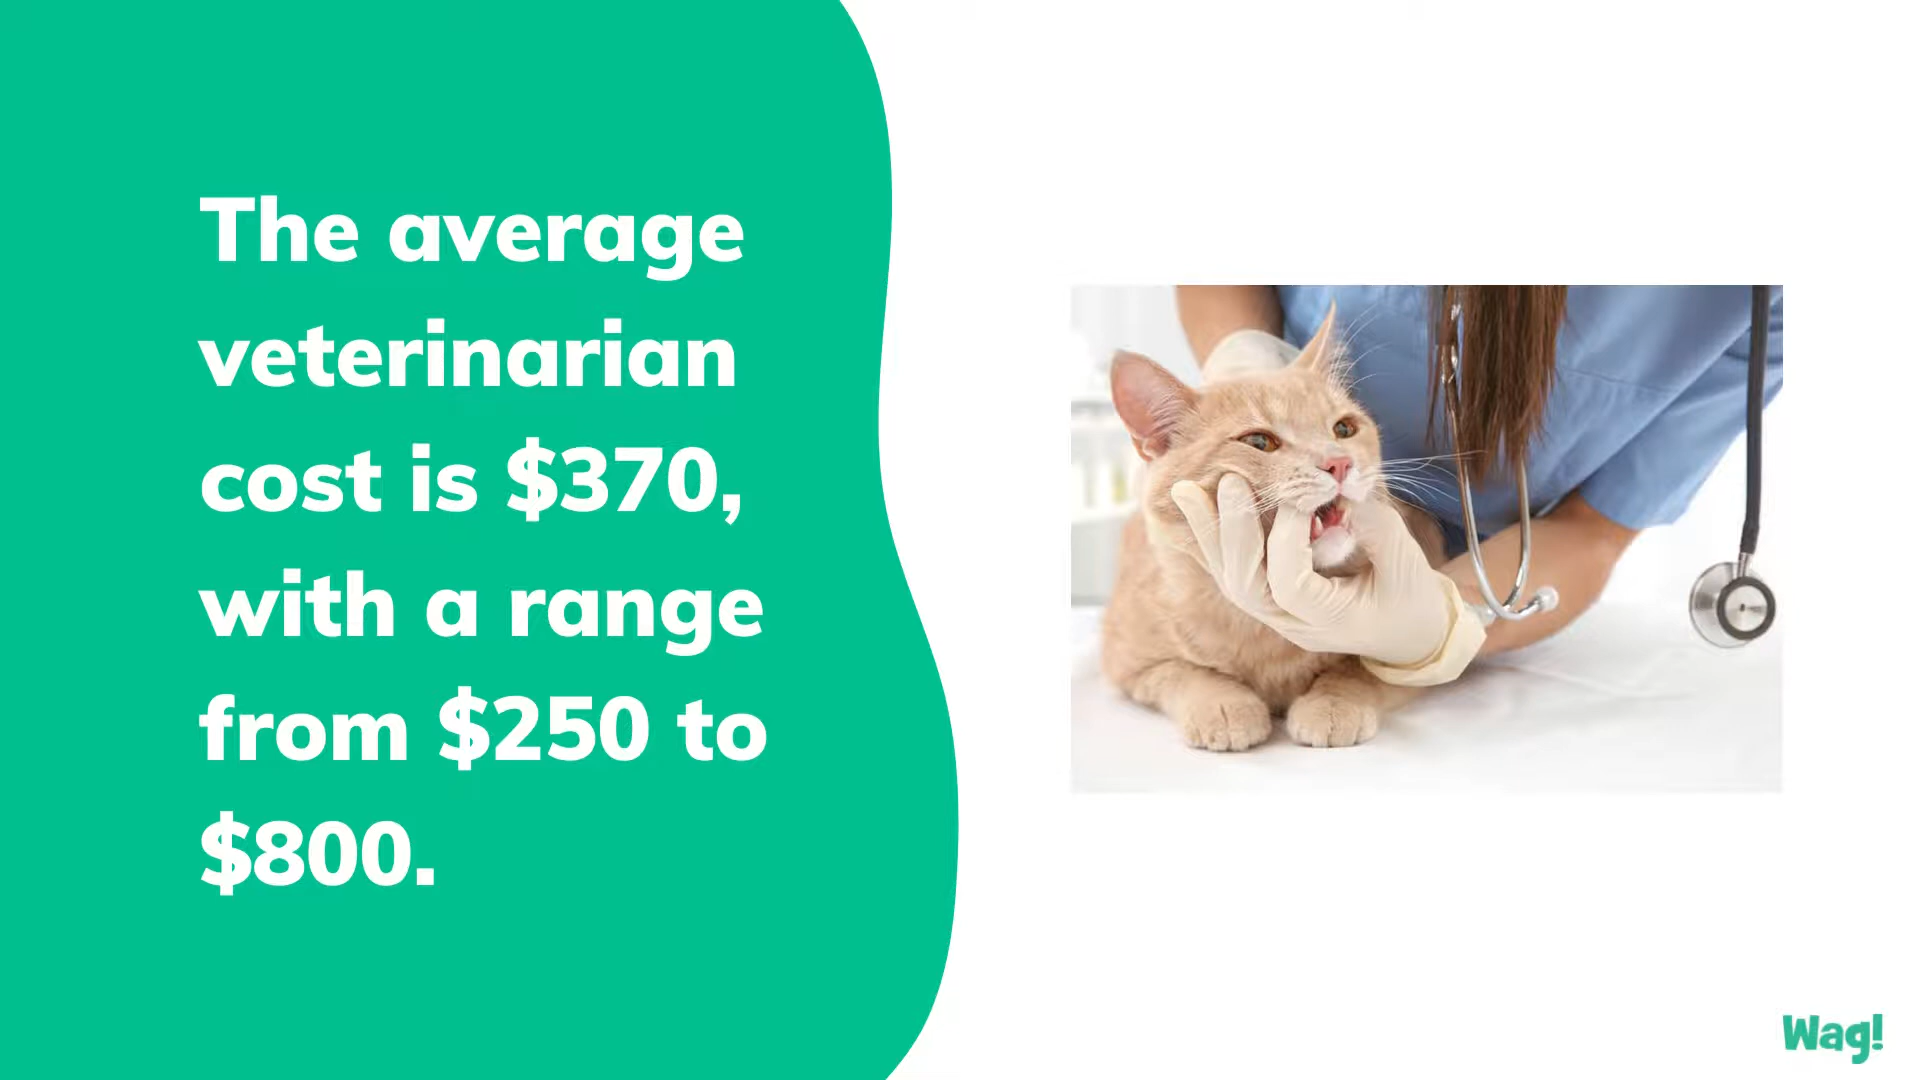 The average
veterinarian
cost is $370,
with a range
from $250 to
$800.
Wag!